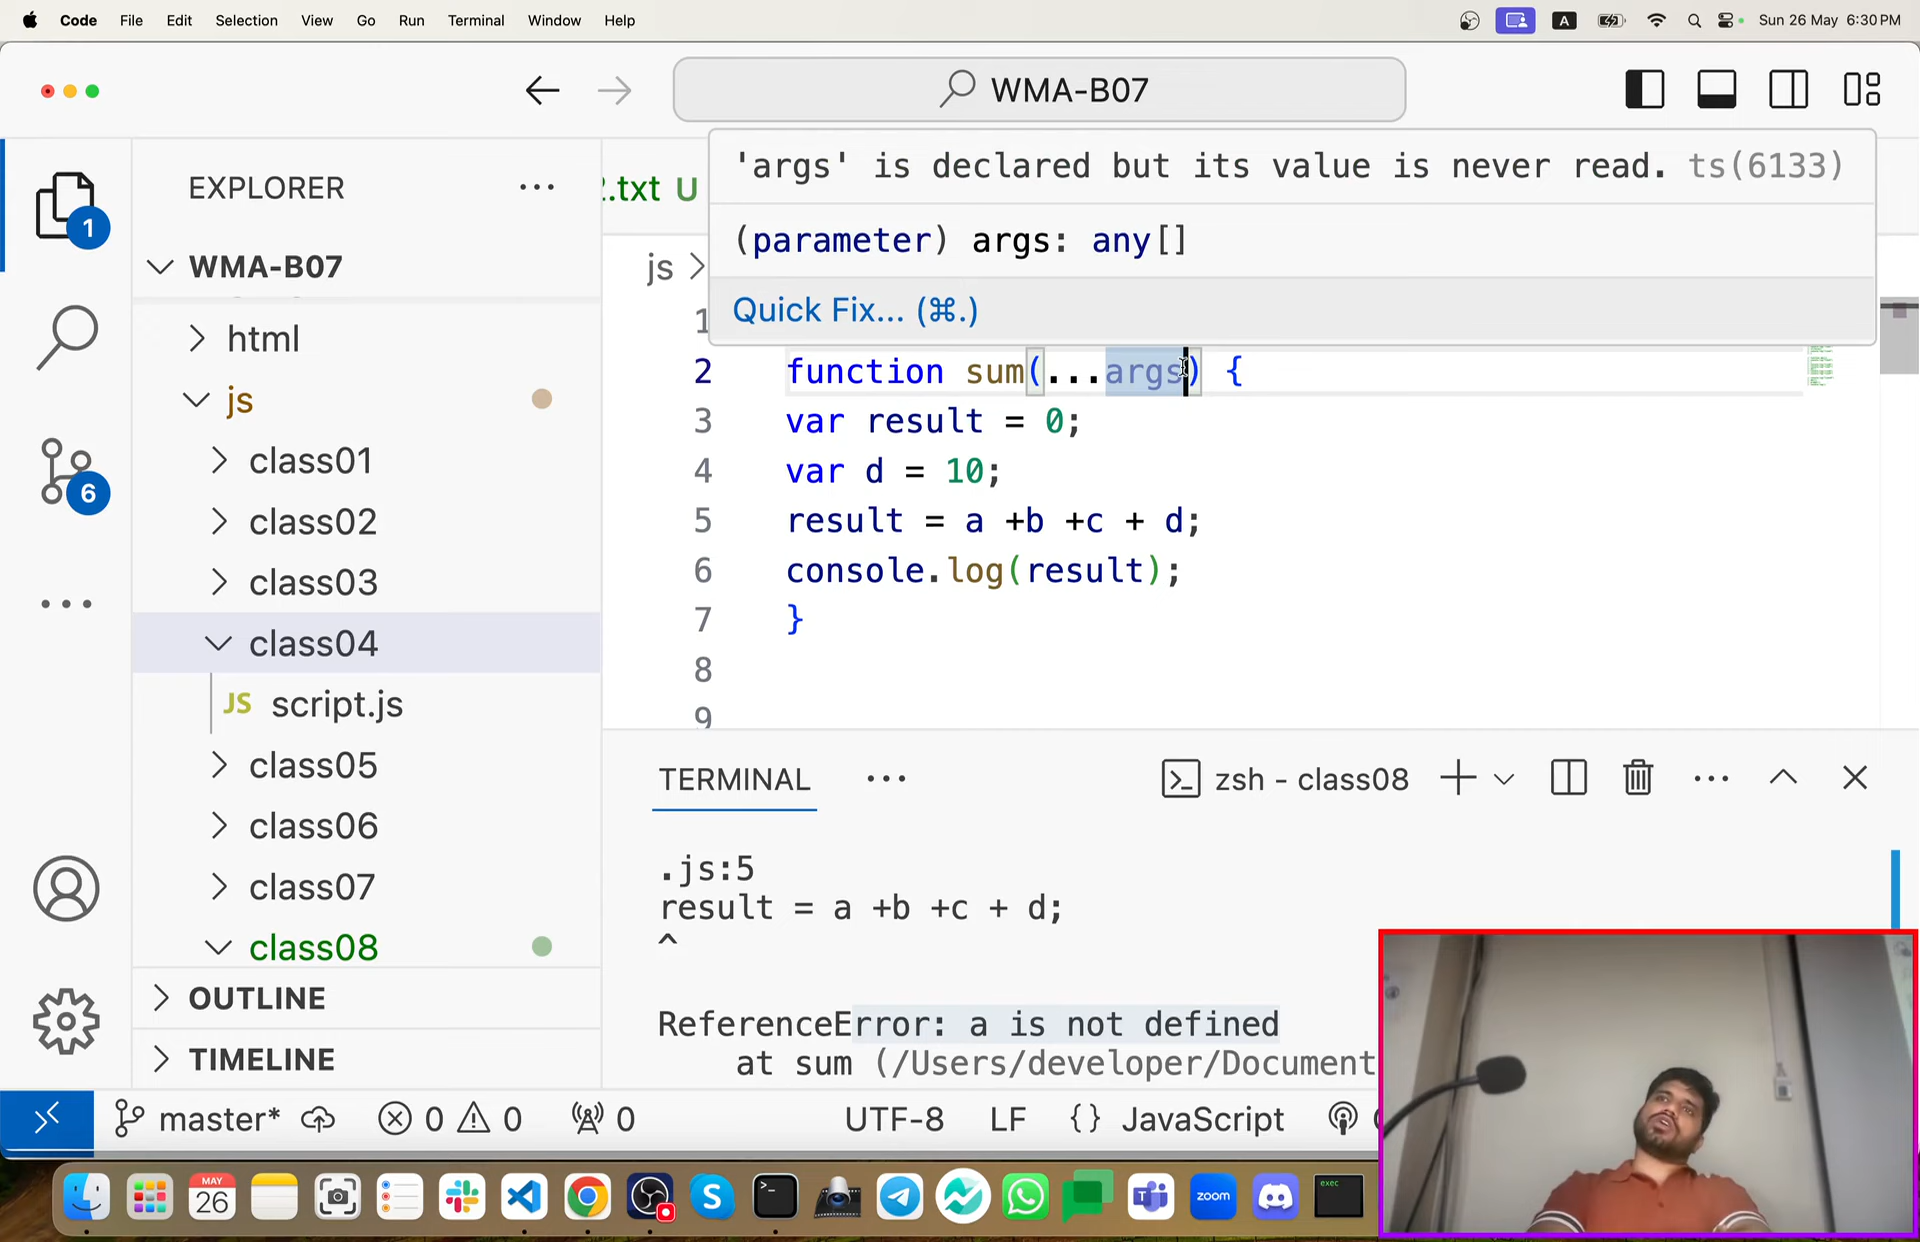 Code File Edit Selection View Go Run Terminal Window Help A Sun 26 May 6:30 PM
WMA-B07
'args' is declared but its value is never read. ts(6133)
EXPLORER
.txt U
(parameter) args: any[]
WMA-B07
js
Quick Fix... (⌘.)
1
html
2 function sum(...args) {
js
3 var result = 0;
class01
4 var d = 10;
class02
5 result = a +b +c + d;
class03
6 console.log(result);
class04
7 }
8
script.js
9
class05
TERMINAL
zsh - class08
class06
.js:5
class07
result = a +b +c + d;
class08
^
OUTLINE
ReferenceError: a is not defined
TIMELINE
at sum (/Users/developer/Document
1
6
JS
master* 0 0 0 UTF-8 LF {} JavaScript
MAY
26
S
exec
zoom